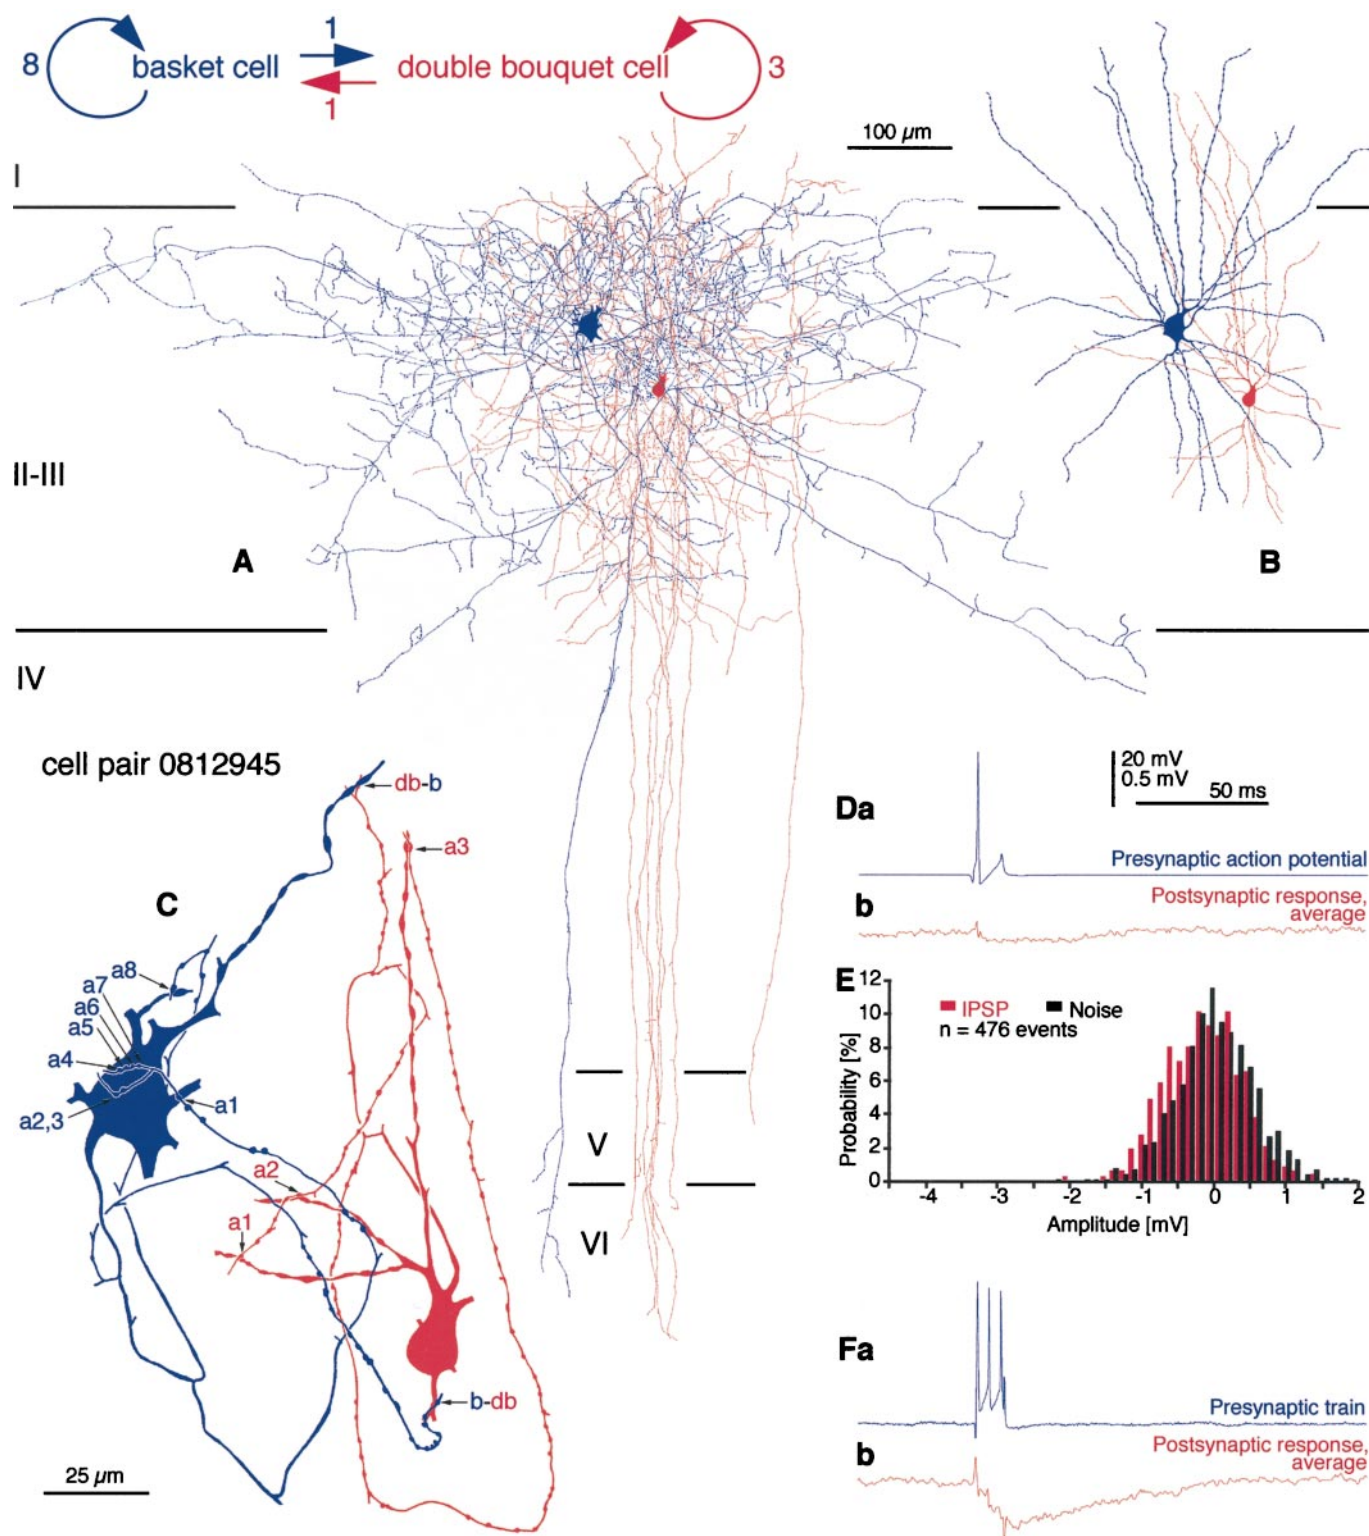 1
8 basket cell double bouquet cell 3
1
100 µm
I
II-III
A B
IV
cell pair 0812945
db-b
a3
C
a8
a7
a6
a5
a4
a2,3
a1
a2
a1
b-db
25 µm
V
VI
20 mV
0.5 mV
50 ms
Da
Presynaptic action potential
b
Postsynaptic response,
average
E
12
10
8
6
4
2
0
Probability [%]
IPSP Noise
n = 476 events
-4 -3 -2 -1 0 1 2
Amplitude [mV]
Fa
Presynaptic train
b
Postsynaptic response,
average